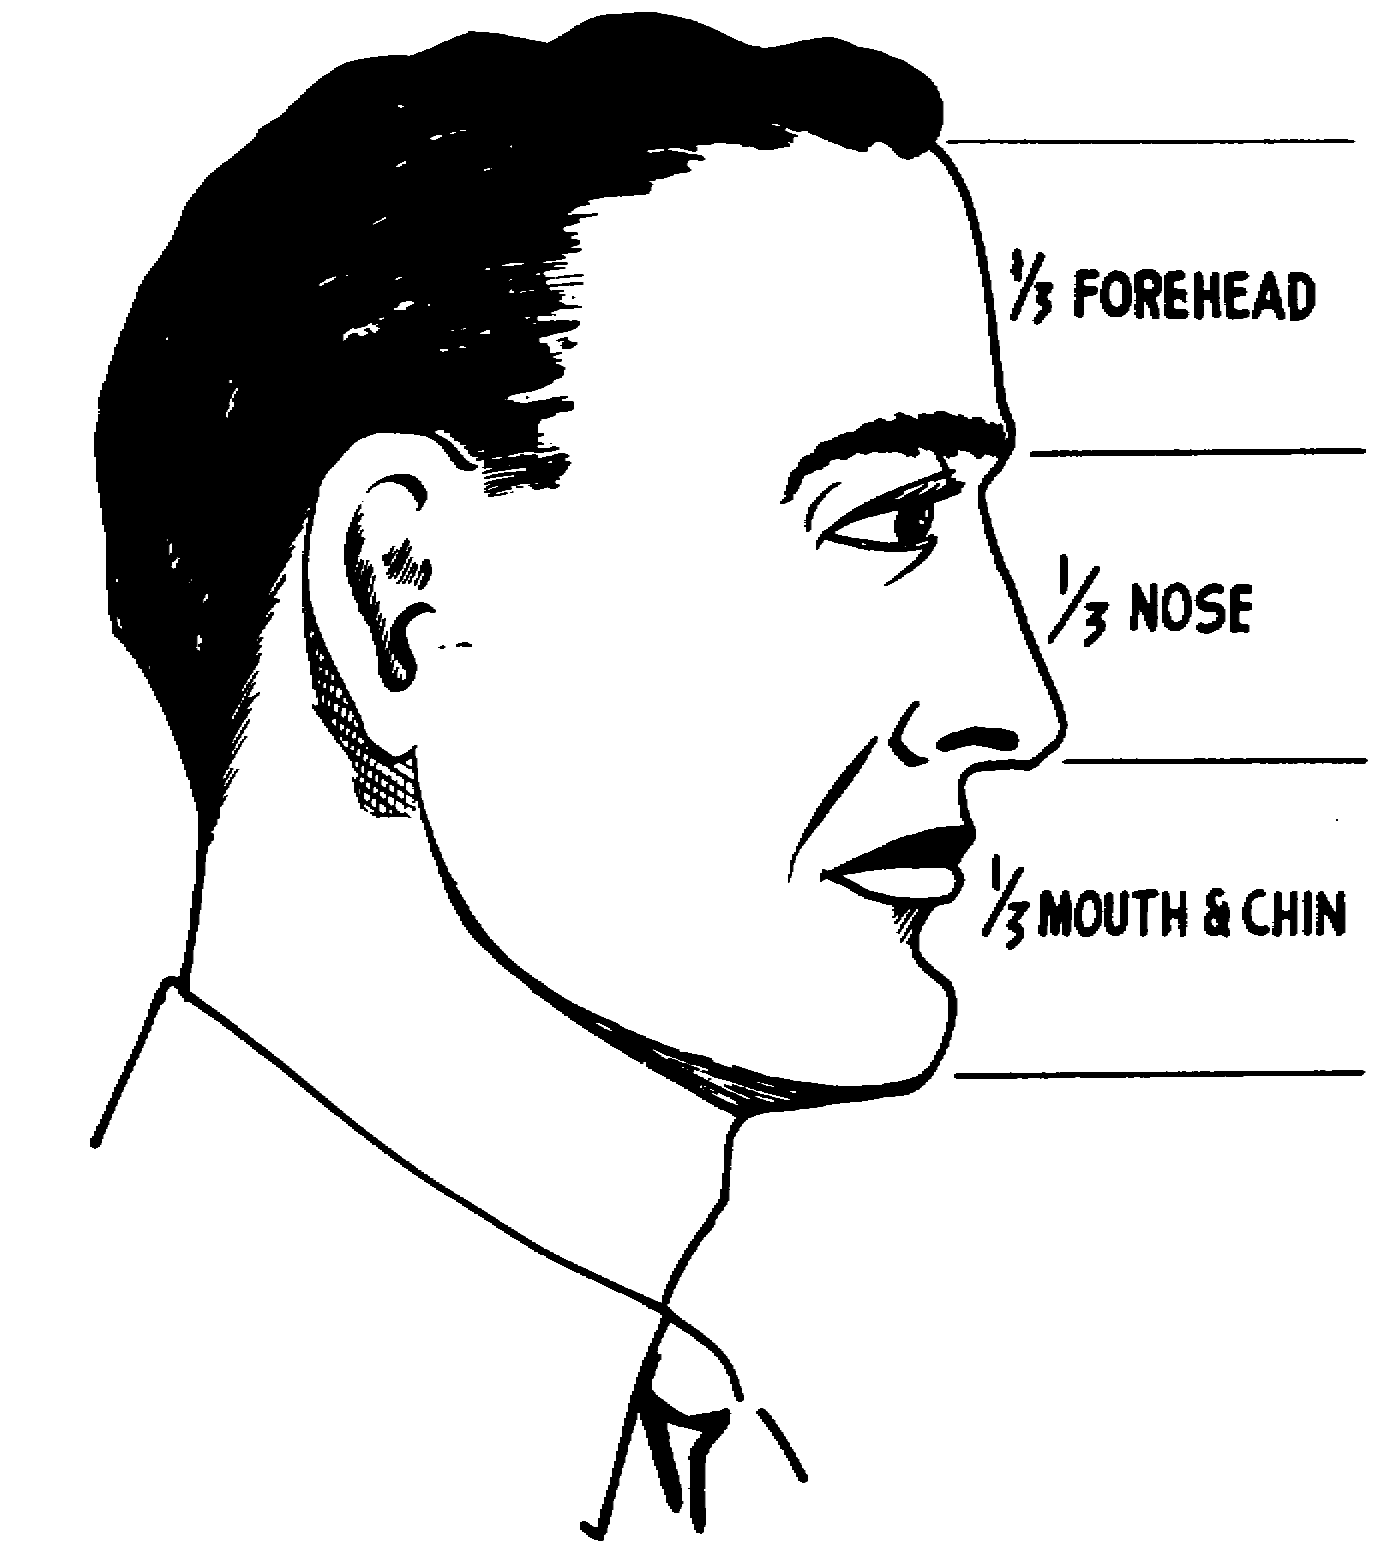 1/3 FOREHEAD
1/3 NOSE
1/3 MOUTH & CHIN